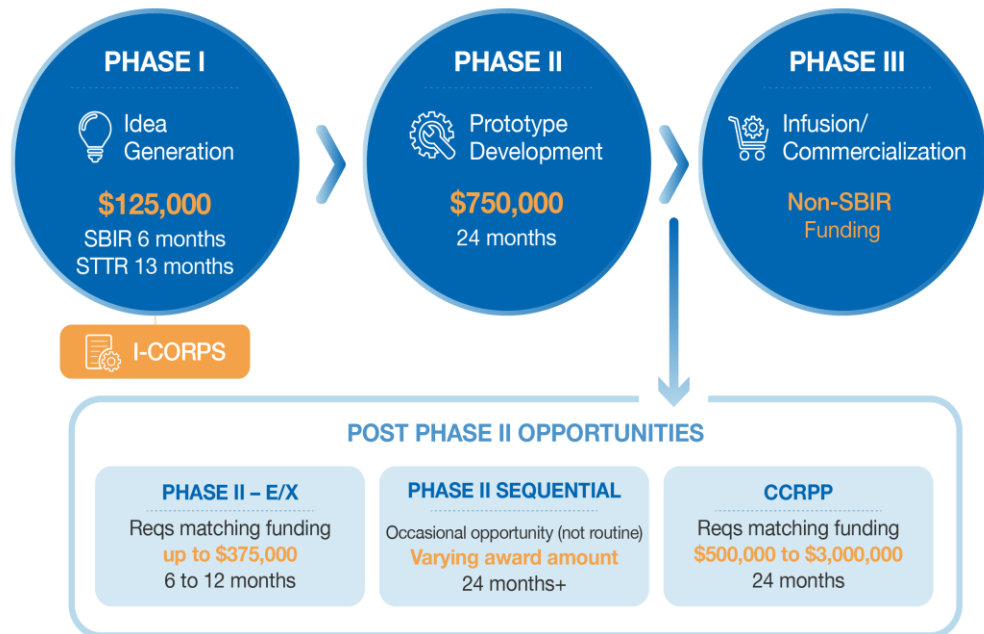 PHASE I
Idea
Generation
$125,000
SBIR 6 months
STTR 13 months
I-CORPS
PHASE II
Prototype
Development
$750,000
24 months
PHASE III
Infusion/
Commercialization
Non-SBIR
Funding
POST PHASE II OPPORTUNITIES
PHASE II – E/X
Reqs matching funding
up to $375,000
6 to 12 months
PHASE II SEQUENTIAL
Occasional opportunity (not routine)
Varying award amount
24 months+
CCRPP
Reqs matching funding
$500,000 to $3,000,000
24 months